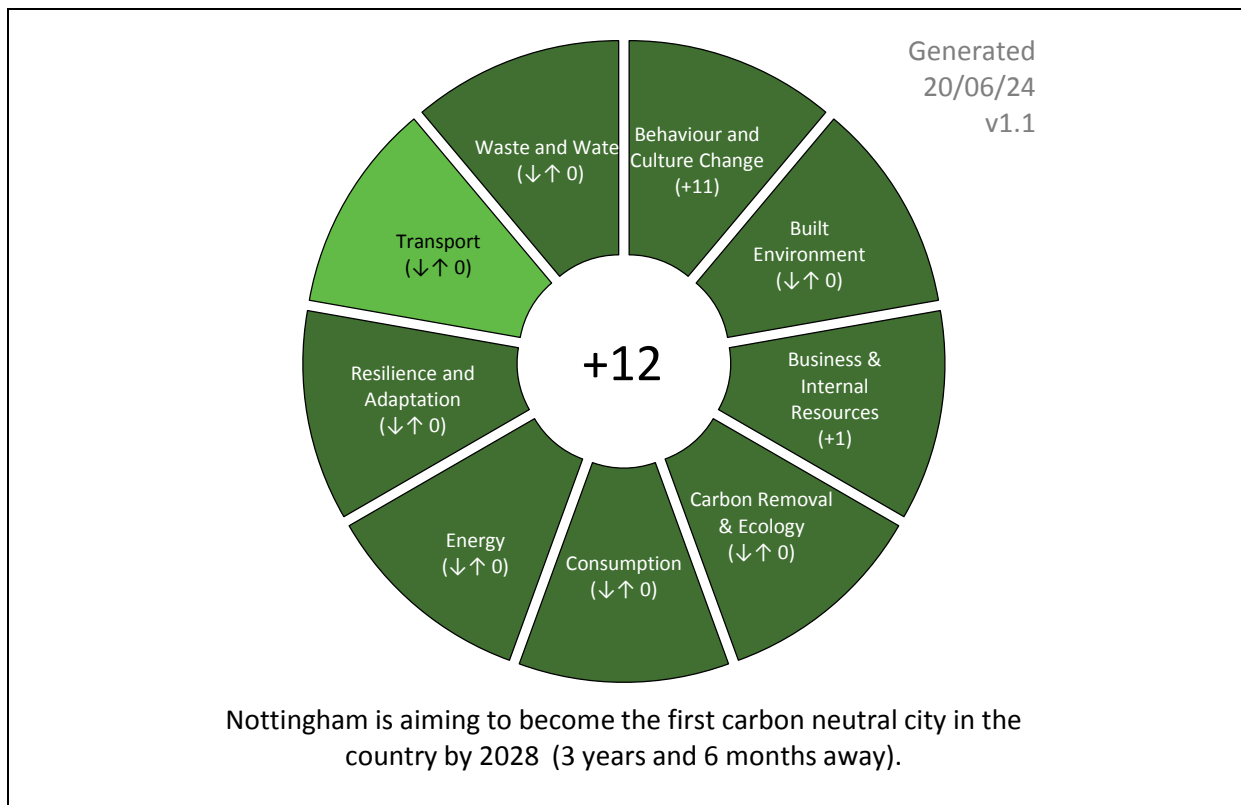 Generated
20/06/24
v1.1
Behaviour and
Culture Change
(+11)
Built
Environment
(↓↑ 0)
Business &
Internal
Resources
(+1)
Carbon Removal
& Ecology
(↓↑ 0)
Consumption
(↓↑ 0)
Energy
(↓↑ 0)
Resilience and
Adaptation
(↓↑ 0)
Transport
(↓↑ 0)
Waste and Wate
(↓↑ 0)
+12
Nottingham is aiming to become the first carbon neutral city in the
country by 2028 (3 years and 6 months away).